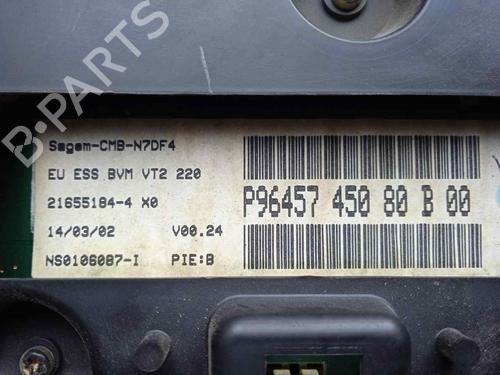 Sagem-CMB-N7DF4
EU ESS BVM VT2 220
21655184-4 X0
14/03/02 V00.24
NS0106087-I PIE:B
P96457 450 80 B 00
B-PARTS